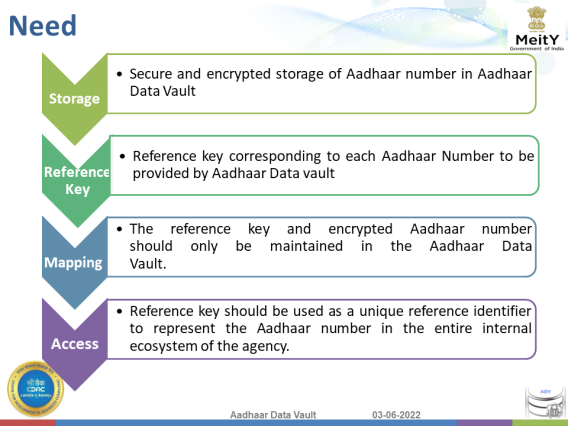 Need
MeitY
Government of India
Storage
• Secure and encrypted storage of Aadhaar number in Aadhaar
Data Vault
Reference
Key
• Reference key corresponding to each Aadhaar Number to be
provided by Aadhaar Data vault
Mapping
• The reference key and encrypted Aadhaar number
should only be maintained in the Aadhaar Data
Vault.
Access
• Reference key should be used as a unique reference identifier
to represent the Aadhaar number in the entire internal
ecosystem of the agency.
सी डैक
CDAC
ADV
Aadhaar Data Vault
03-06-2022